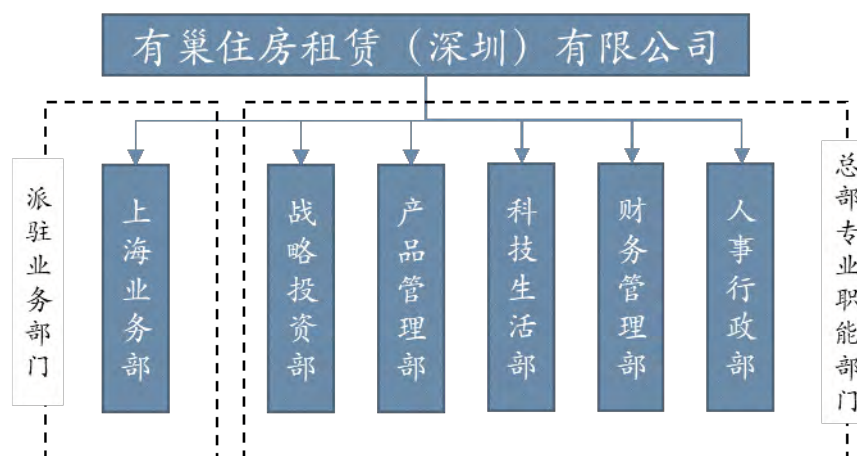 有巢住房租赁（深圳）有限公司
派驻业务部门
上海业务部
战略投资部
产品管理部
科技生活部
财务管理部
人事行政部
总部专业职能部门